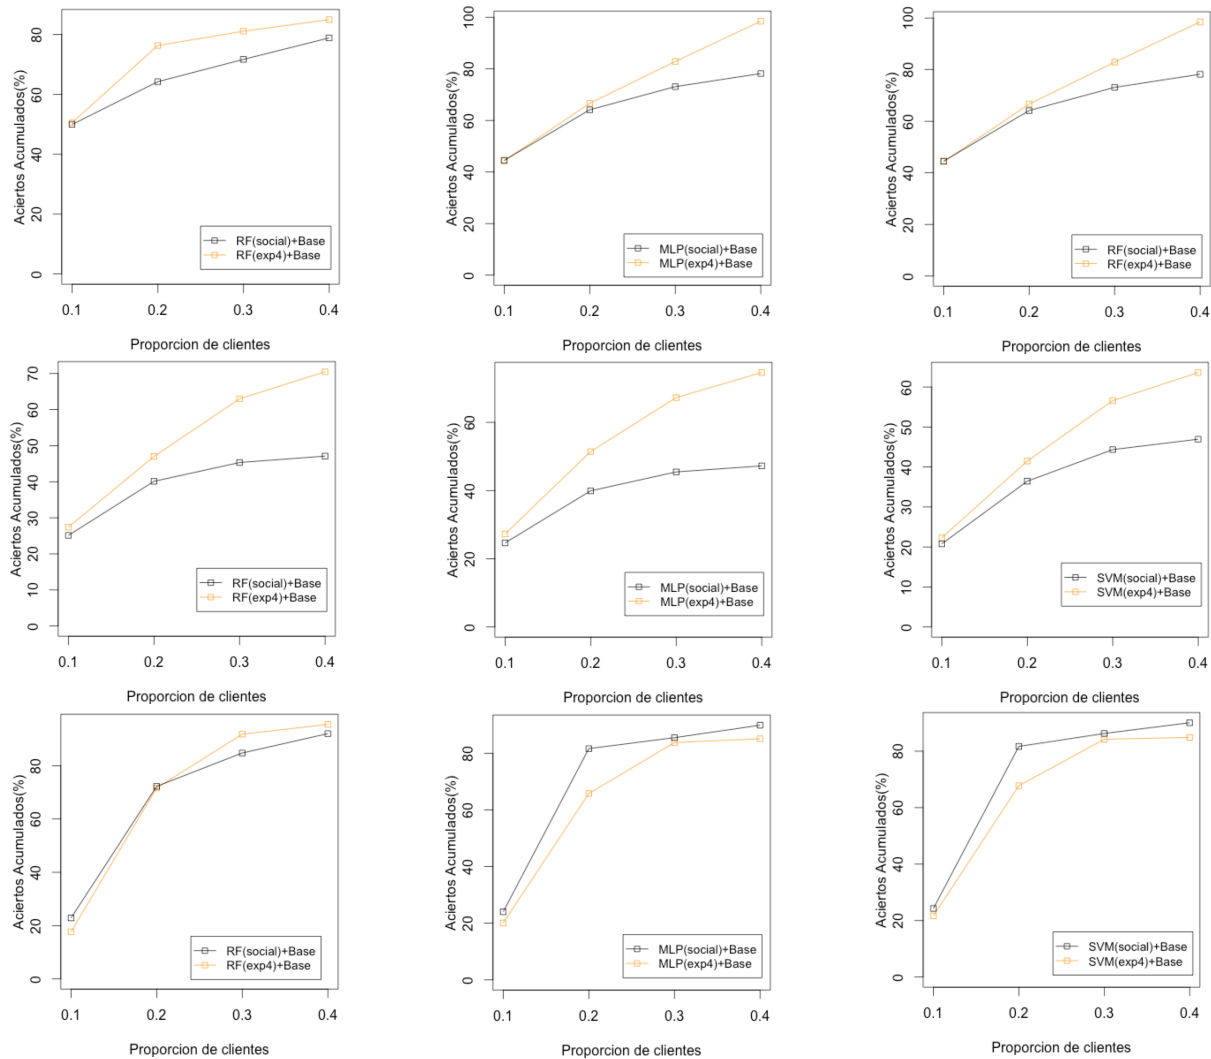 Aciertos Acumulados(%)
0 20 40 60 80
RF(social)+Base
RF(exp4)+Base
0.1 0.2 0.3 0.4
Proporcion de clientes
Aciertos Acumulados(%)
0 20 40 60 80 100
MLP(social)+Base
MLP(exp4)+Base
0.1 0.2 0.3 0.4
Proporcion de clientes
Aciertos Acumulados(%)
0 20 40 60 80 100
RF(social)+Base
RF(exp4)+Base
0.1 0.2 0.3 0.4
Proporcion de clientes
Aciertos Acumulados(%)
0 10 20 30 40 50 60 70
RF(social)+Base
RF(exp4)+Base
0.1 0.2 0.3 0.4
Proporcion de clientes
Aciertos Acumulados(%)
0 20 40 60
MLP(social)+Base
MLP(exp4)+Base
0.1 0.2 0.3 0.4
Proporcion de clientes
Aciertos Acumulados(%)
0 10 20 30 40 50 60
SVM(social)+Base
SVM(exp4)+Base
0.1 0.2 0.3 0.4
Proporcion de clientes
Aciertos Acumulados(%)
0 20 40 60 80
RF(social)+Base
RF(exp4)+Base
0.1 0.2 0.3 0.4
Proporcion de clientes
Aciertos Acumulados(%)
0 20 40 60 80
MLP(social)+Base
MLP(exp4)+Base
0.1 0.2 0.3 0.4
Proporcion de clientes
Aciertos Acumulados(%)
0 20 40 60 80
SVM(social)+Base
SVM(exp4)+Base
0.1 0.2 0.3 0.4
Proporcion de clientes